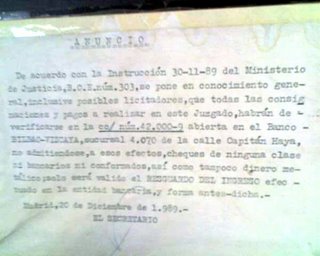 ANUNCIO
De acuerdo con la Instrucción 30-11-89 del Ministerio
de Justicia,B.O.E.núm.303,se pone en conocimiento gene-
ral,inclusive posibles licitadores,que todas las consig
naciones y pagos a realizar en este Juzgado,habrán de
verificarse en la cc/ núm.42.000-9 abierta en el Banco-
BILBAO-VIZCAYA,sucursal 4.070 de la calle Capitán Haya,
no admitiendose,a esos efectos,cheques de ninguna clase
ni bancarios ni conformados,así como tampoco dinero me-
tálico;solo será valido el RESGUARDO DEL INGRESO efec -
tuado en la entidad bancaria,y forma antes-dicha.-
Madrid,20 de Diciembre de 1.989.-
EL SECRETARIO